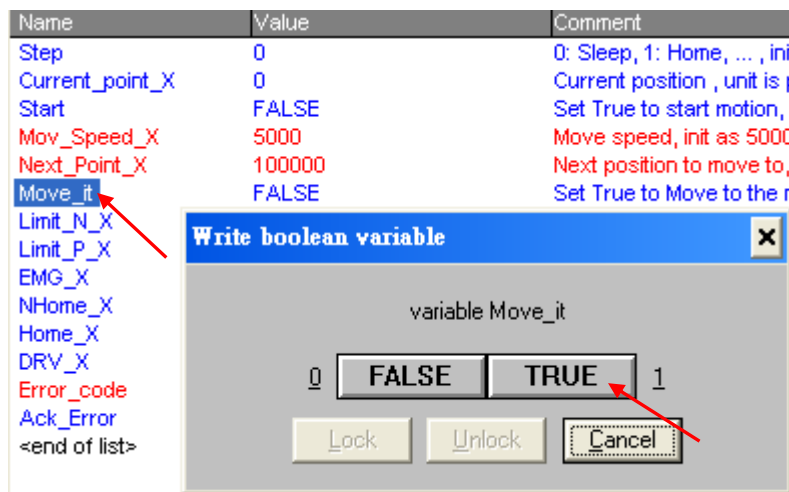 Name Value Comment
Step 0 0: Sleep, 1: Home, ... , ini
Current_point_X 0 Current position , unit is
Start FALSE Set True to start motion,
Mov_Speed_X 5000 Move speed, init as 5000
Next_Point_X 100000 Next position to move to,
Move_it FALSE Set True to Move to the
Limit_N_X
Limit_P_X
EMG_X
NHome_X
Home_X
DRV_X
Error_code
Ack_Error
<end of list>
Write boolean variable
variable Move_it
0 FALSE TRUE 1
Lock Unlock Cancel